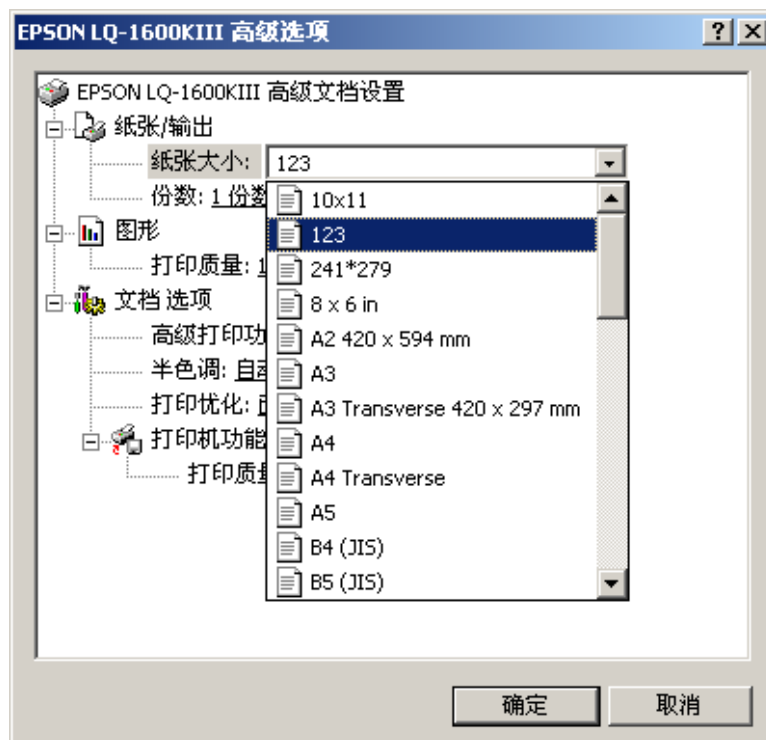 EPSON LQ-1600KIII 高级选项
EPSON LQ-1600KIII 高级文档设置
纸张/输出
纸张大小: 123
份数: 1 份数
10x11
图形
123
打印质量:
241*279
文档选项
8 x 6 in
高级打印功
A2 420 x 594 mm
半色调: 自动
A3
打印优化:
A3 Transverse 420 x 297 mm
打印机功能
A4
打印质量
A4 Transverse
A5
B4 (JIS)
B5 (JIS)
确定 取消